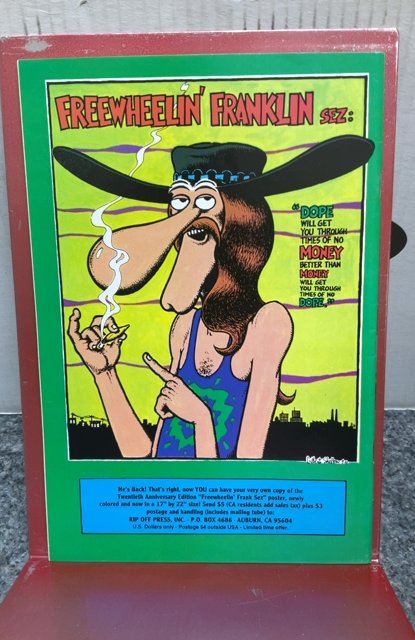 FREEWHEELIN' FRANKLIN SEZ:
"DOPE
WILL GET
YOU THROUGH
TIMES OF NO
MONEY
BETTER THAN
MONEY
WILL GET
YOU THROUGH
TIMES OF NO
DOPE."
He's Back! That's right, now YOU can have your very own copy of the
Twentieth Anniversary Edition "Freewheelin' Frank Sez" poster, newly
colored and now in a 17" by 22" size! Send $5 (CA residents add sales tax) plus $3
postage and handling (includes mailing tube) to:
RIP OFF PRESS, INC. · P.O. BOX 4686 · AUBURN, CA 95604
U.S. Dollars only - Postage $4 outside USA - Limited time offer.